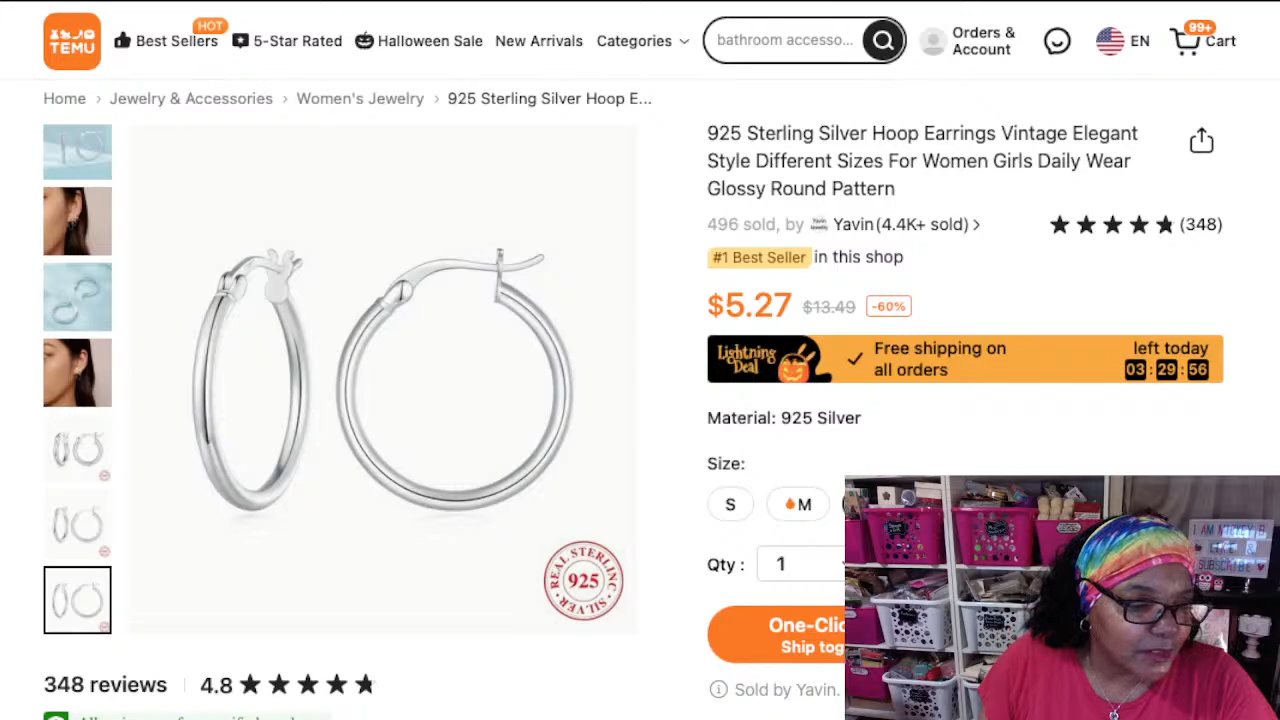 TEMU
Best Sellers
HOT
5-Star Rated
Halloween Sale
New Arrivals
Categories
bathroom accesso...
Orders &
Account
EN
99+
Cart
Home › Jewelry & Accessories › Women's Jewelry › 925 Sterling Silver Hoop E...
925 Sterling Silver Hoop Earrings Vintage Elegant
Style Different Sizes For Women Girls Daily Wear
Glossy Round Pattern
496 sold, by Yavin(4.4K+ sold) >
(348)
#1 Best Seller in this shop
$5.27 $13.49 -60%
Lightning
Deal
Free shipping on
all orders
left today
03 : 29 : 56
Material: 925 Silver
Size:
S
M
Qty :
1
One-Clic
Ship tog
Sold by Yavin.
REAL STERLING
925
SILVER
348 reviews
4.8
I AM MICKEY B
LIKE &
SUBSCRIBE